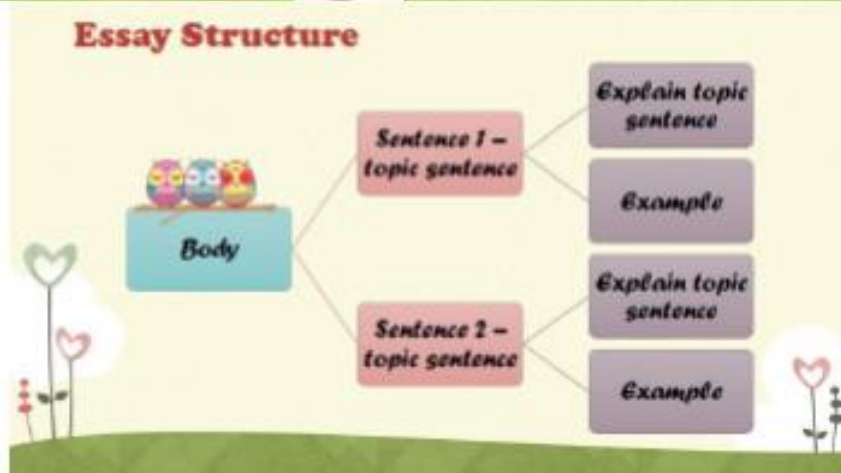 Essay Structure
Body
Sentence 1 –
topic sentence
Explain topic
sentence
Example
Sentence 2 –
topic sentence
Explain topic
sentence
Example